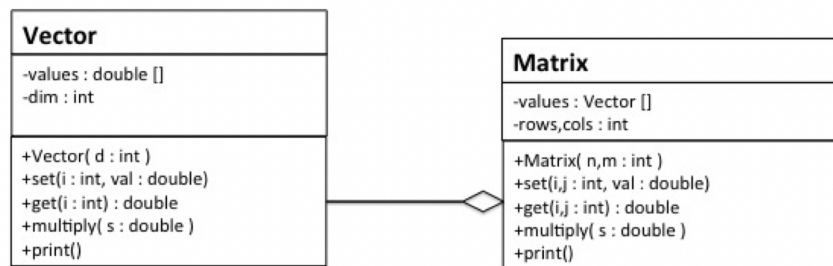 Vector
-values : double []
-dim : int
+Vector( d : int )
+set(i : int, val : double)
+get(i : int) : double
+multiply( s : double )
+print()
Matrix
-values : Vector []
-rows,cols : int
+Matrix( n,m : int )
+set(i,j : int, val : double)
+get(i,j : int) : double
+multiply( s : double )
+print()